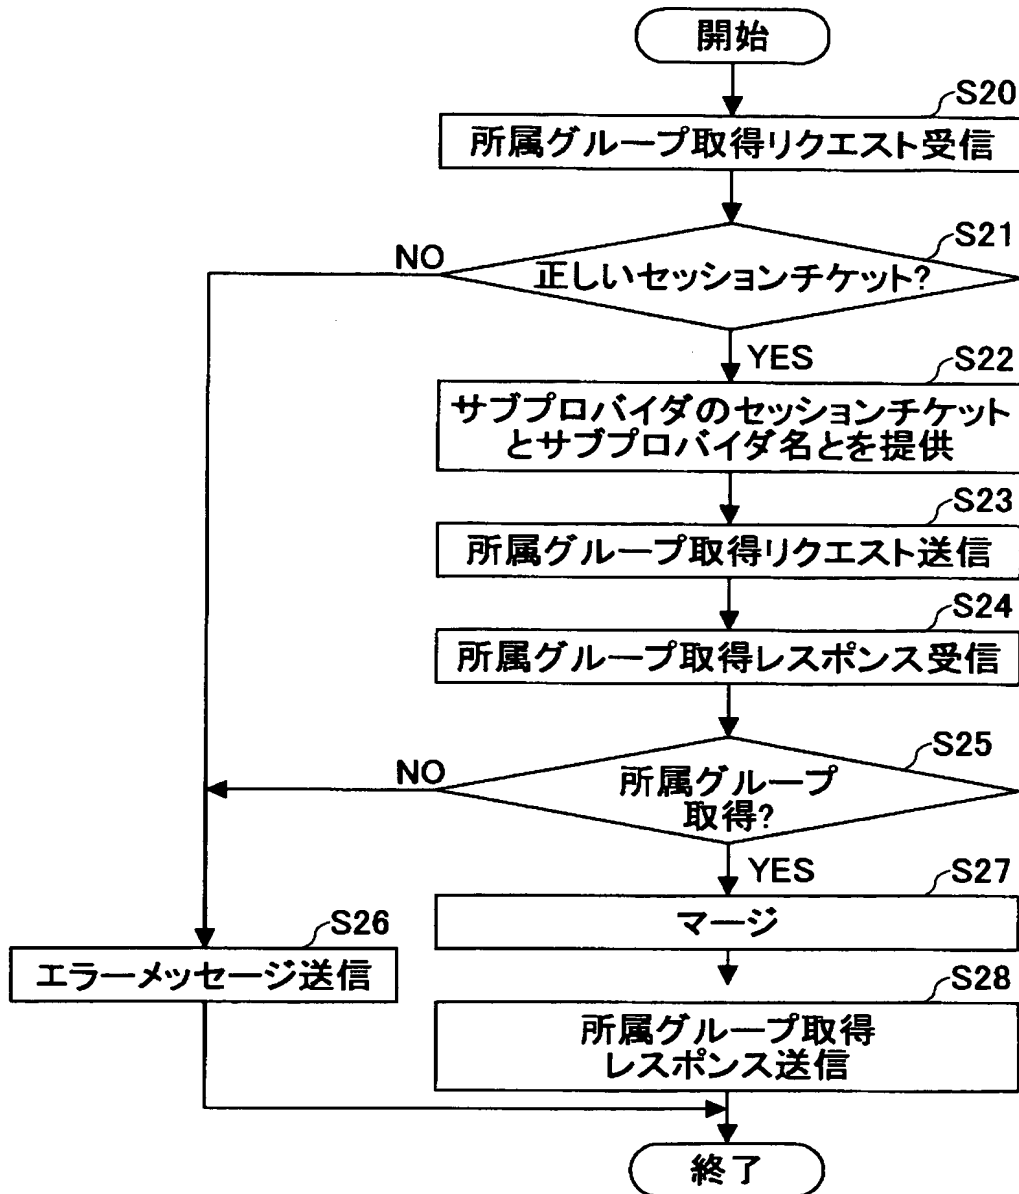 開始
S20
所属グループ取得リクエスト受信
S21
NO
正しいセッションチケット?
YES
S22
サブプロバイダのセッションチケット
とサブプロバイダ名とを提供
S23
所属グループ取得リクエスト送信
S24
所属グループ取得レスポンス受信
S25
NO
所属グループ
取得?
YES
S27
マージ
S26
エラーメッセージ送信
S28
所属グループ取得
レスポンス送信
終了